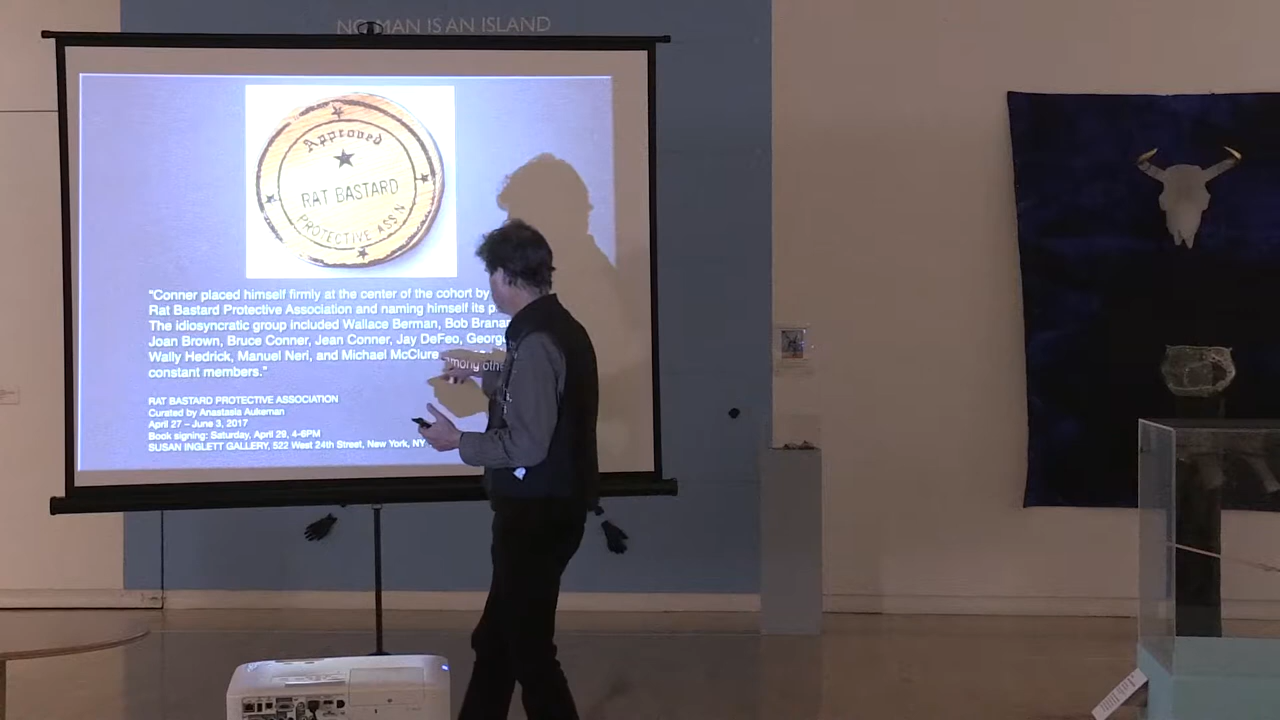 NO MAN IS AN ISLAND
Approved
RAT BASTARD
PROTECTIVE ASS'N
"Conner placed himself firmly at the center of the cohort by
Rat Bastard Protective Association and naming himself its
The idiosyncratic group included Wallace Berman, Bob
Joan Brown, Bruce Conner, Jean Conner, Jay DeFeo,
Wally Hedrick, Manuel Neri, and Michael McClure among
constant members."
RAT BASTARD PROTECTIVE ASSOCIATION
Curated by Anastasia Aukeman
April 27 – June 3, 2017
Book signing: Saturday, April 29, 4-6PM
SUSAN INGLETT GALLERY, 522 West 24th Street, New York, NY